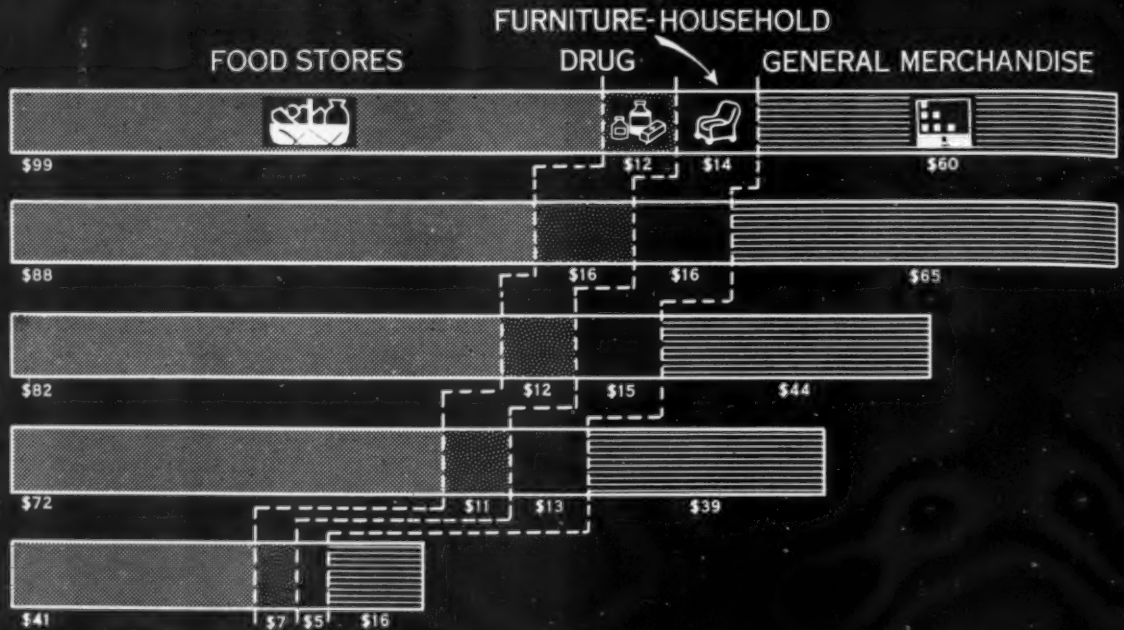 FURNITURE-HOUSEHOLD
FOOD STORES DRUG GENERAL MERCHANDISE
$99 $12 $14 $60
$88 $16 $16 $65
$82 $12 $15 $44
$72 $11 $13 $39
$41 $7 $5 $16